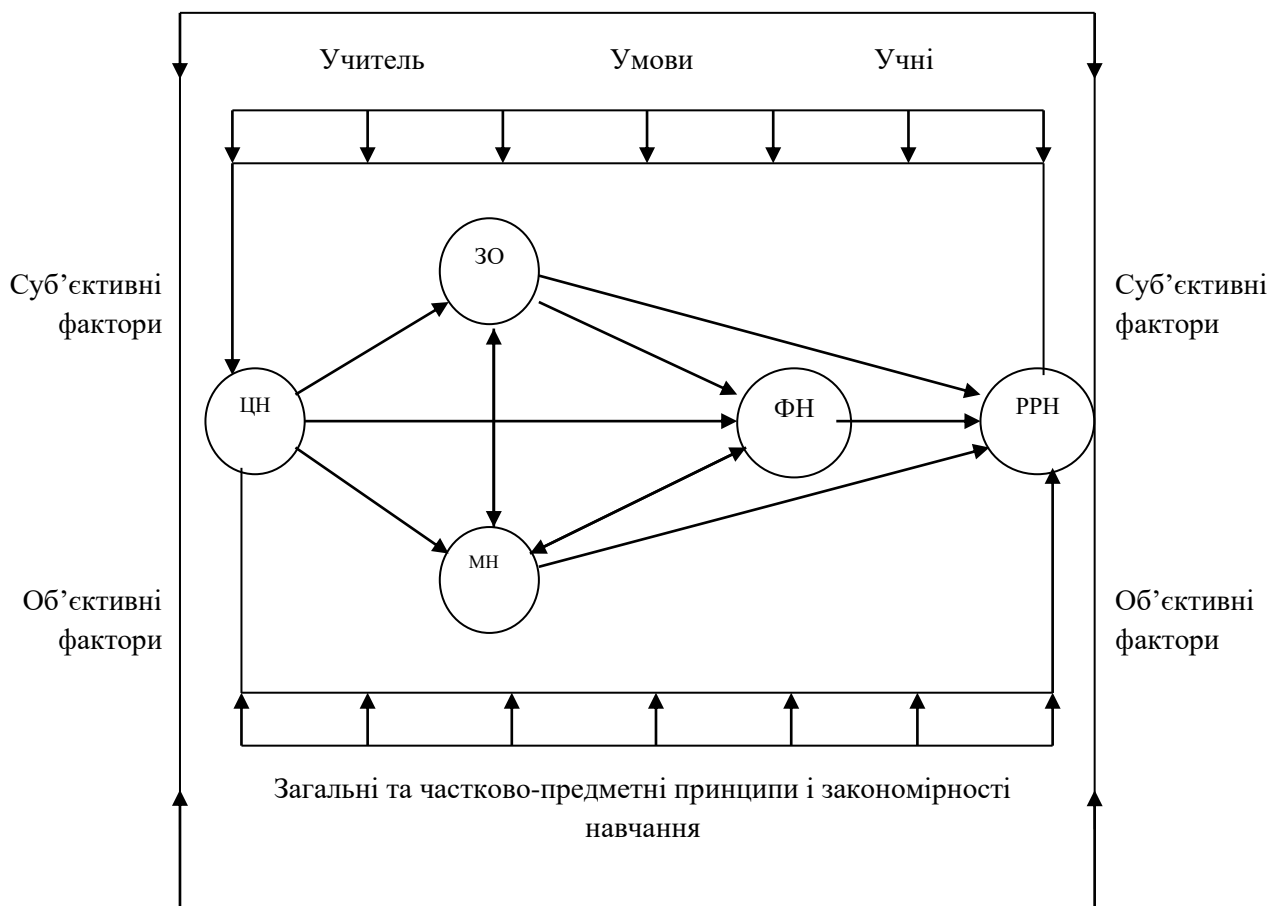 Учитель Умови Учні
ЗО
Суб’єктивні
фактори
Суб’єктивні
фактори
ЦН
ФН
РРН
МН
Об’єктивні
фактори
Об’єктивні
фактори
Загальні та частково-предметні принципи і закономірності
навчання